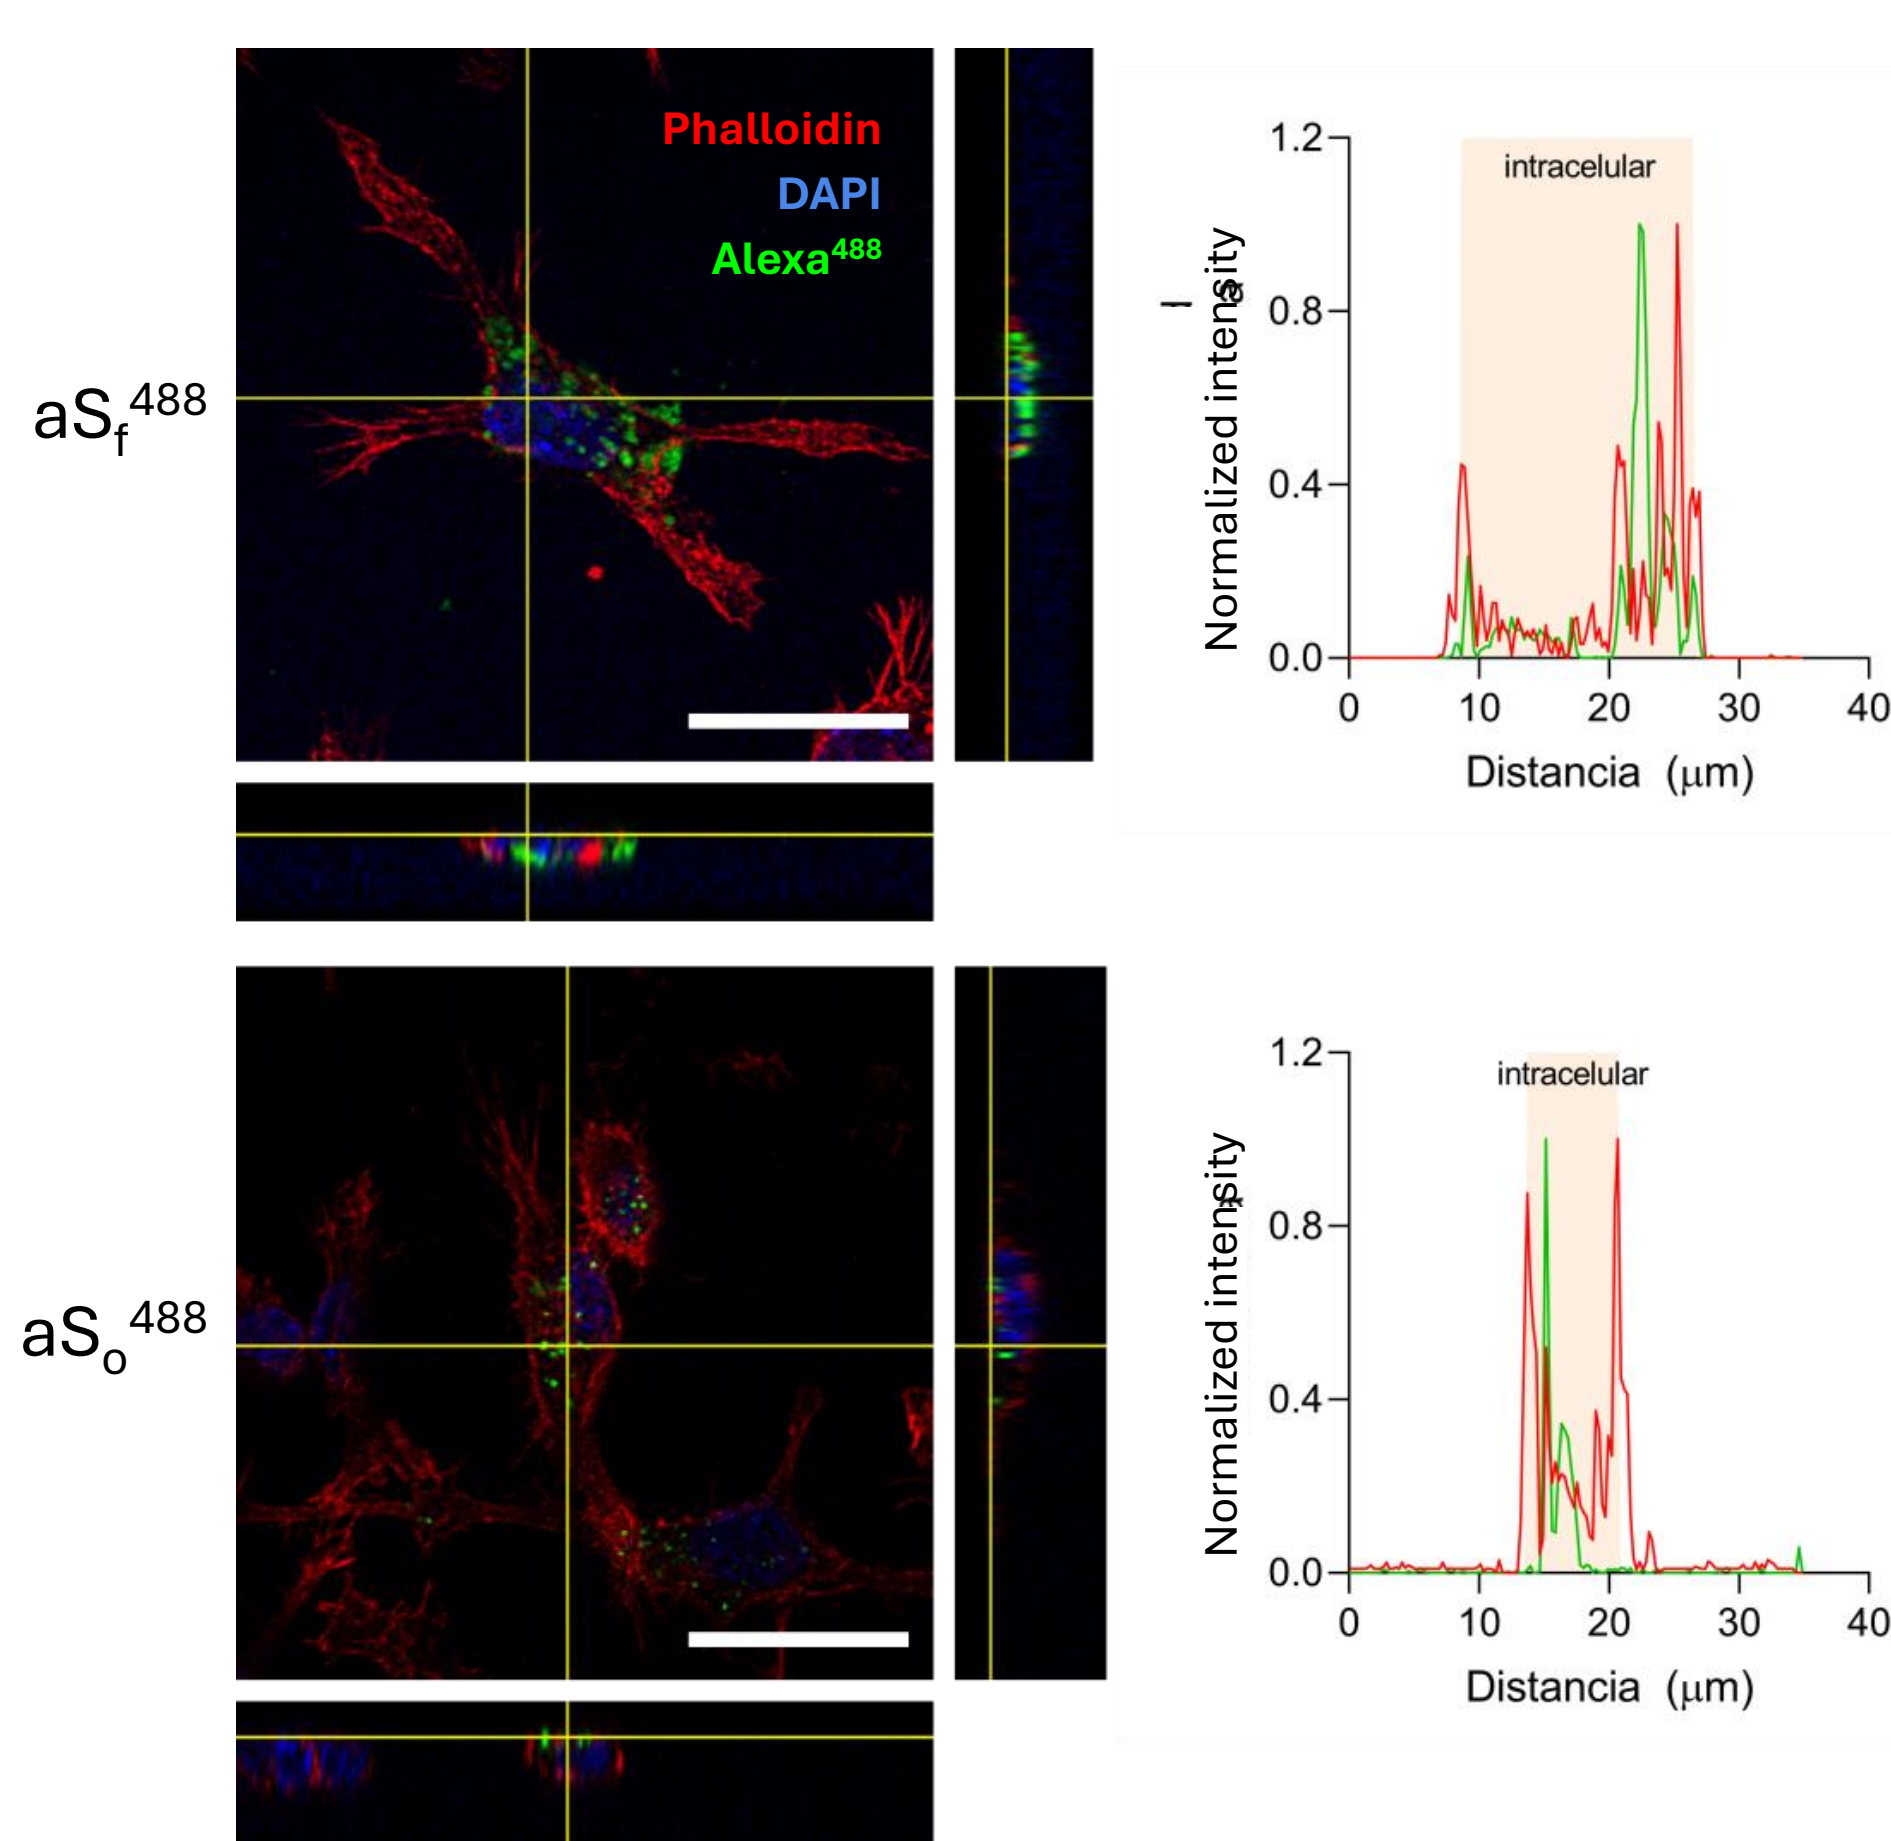 Phalloidin
DAPI
Alexa488
aSf488
Normalized intensity
1.2
0.8
0.4
0.0
intracelular
0 10 20 30 40
Distancia (μm)
aSo488
Normalized intensity
1.2
0.8
0.4
0.0
intracelular
0 10 20 30 40
Distancia (μm)